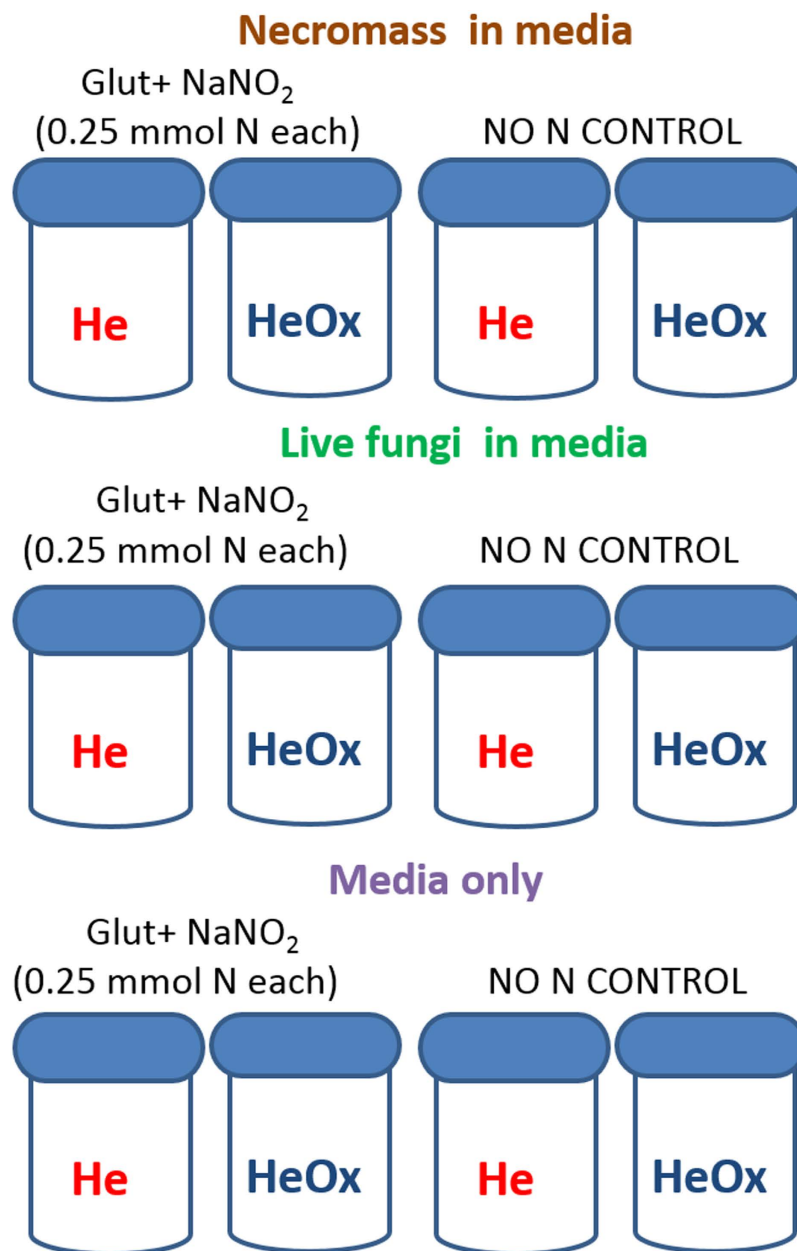 Necromass in media
Glut+ NaNO₂
(0.25 mmol N each)
NO N CONTROL
He
HeOx
He
HeOx
Live fungi in media
Glut+ NaNO₂
(0.25 mmol N each)
NO N CONTROL
He
HeOx
He
HeOx
Media only
Glut+ NaNO₂
(0.25 mmol N each)
NO N CONTROL
He
HeOx
He
HeOx